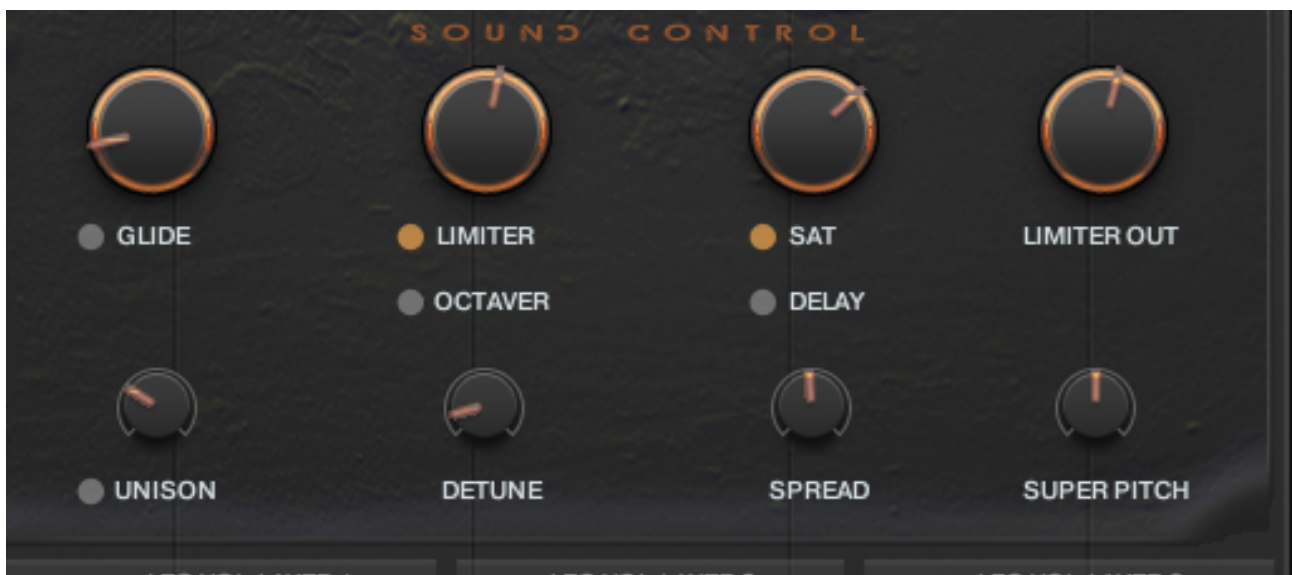 SOUND CONTROL
GLIDE LIMITER SAT LIMITER OUT
OCTAVER DELAY
UNISON DETUNE SPREAD SUPER PITCH